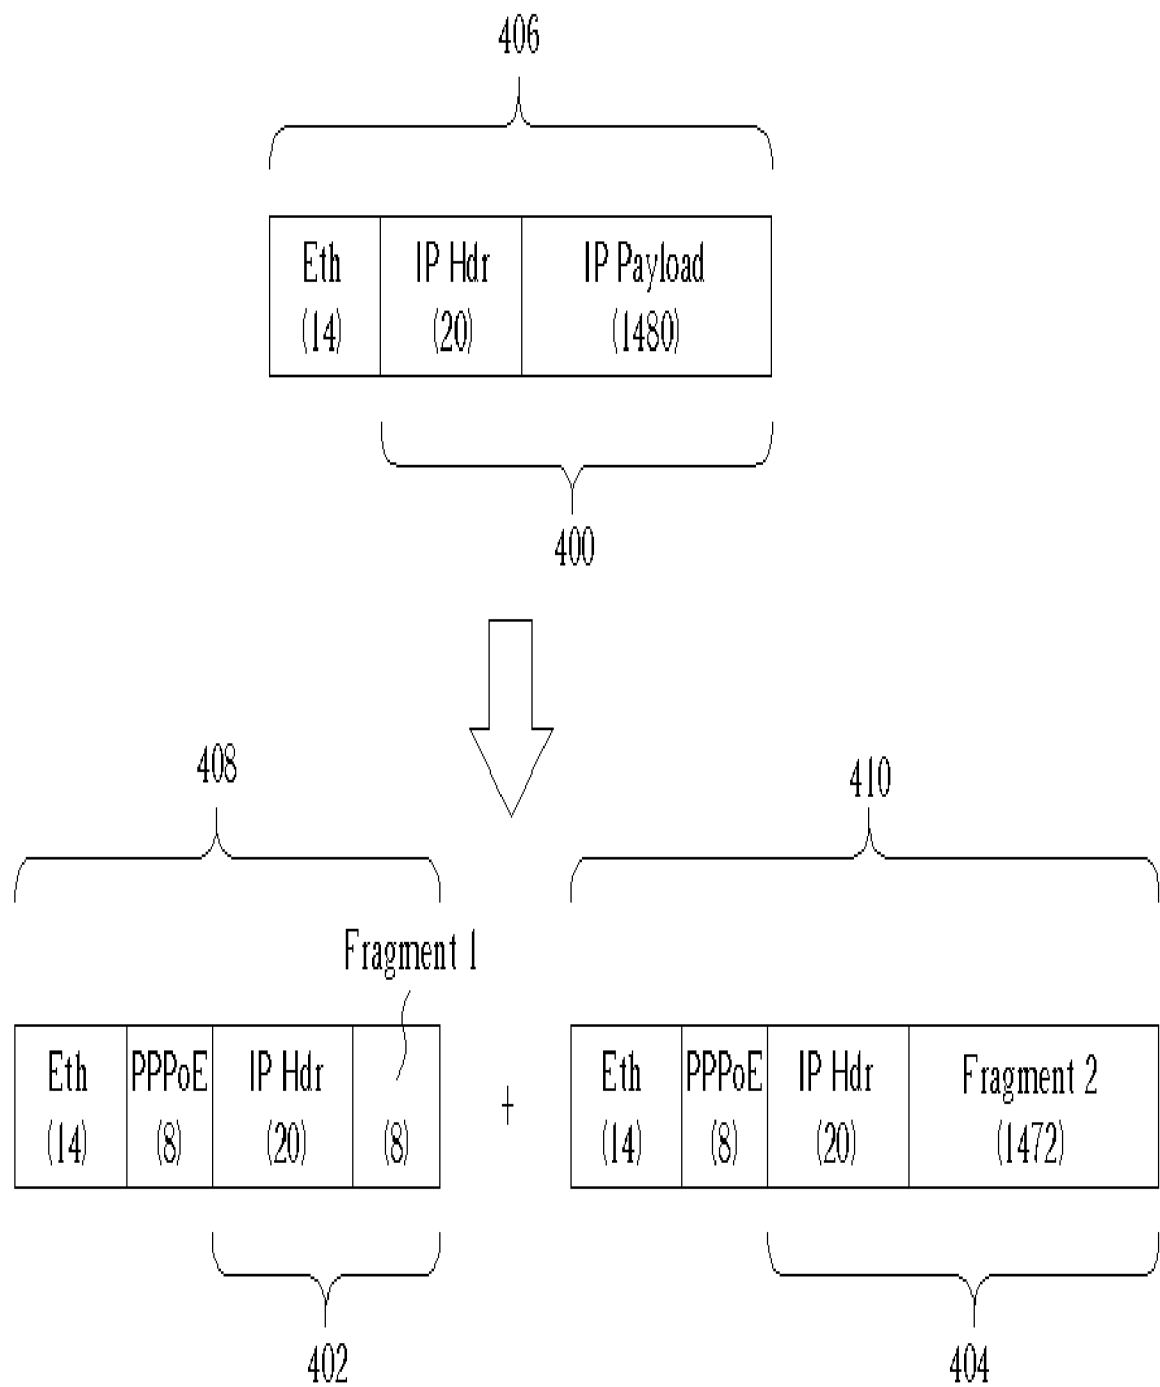 406
Eth IP Hdr IP Payload
(14) (20) (1480)
400
408
410
Fragment 1
Eth PPPoE IP Hdr
(14) (8) (20) (8)
+
Eth PPPoE IP Hdr Fragment 2
(14) (8) (20) (1472)
402
404